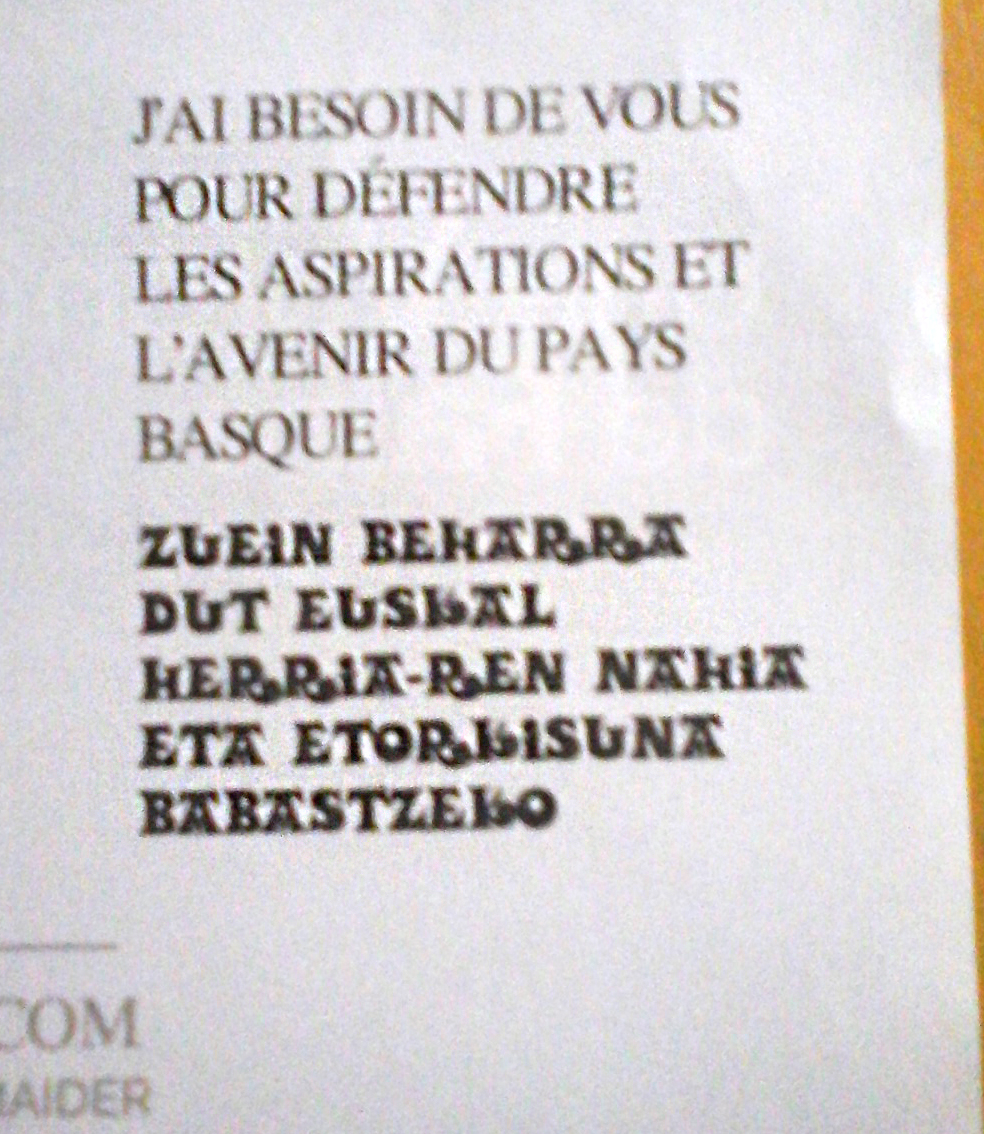 J'AI BESOIN DE VOUS
POUR DÉFENDRE
LES ASPIRATIONS ET
L'AVENIR DU PAYS
BASQUE
ZUEIN BEHARRA
DUT EUSKAL
HERRIA-REN NAHIA
ETA ETORKISUNA
BABASTZEKO
COM
AIDER